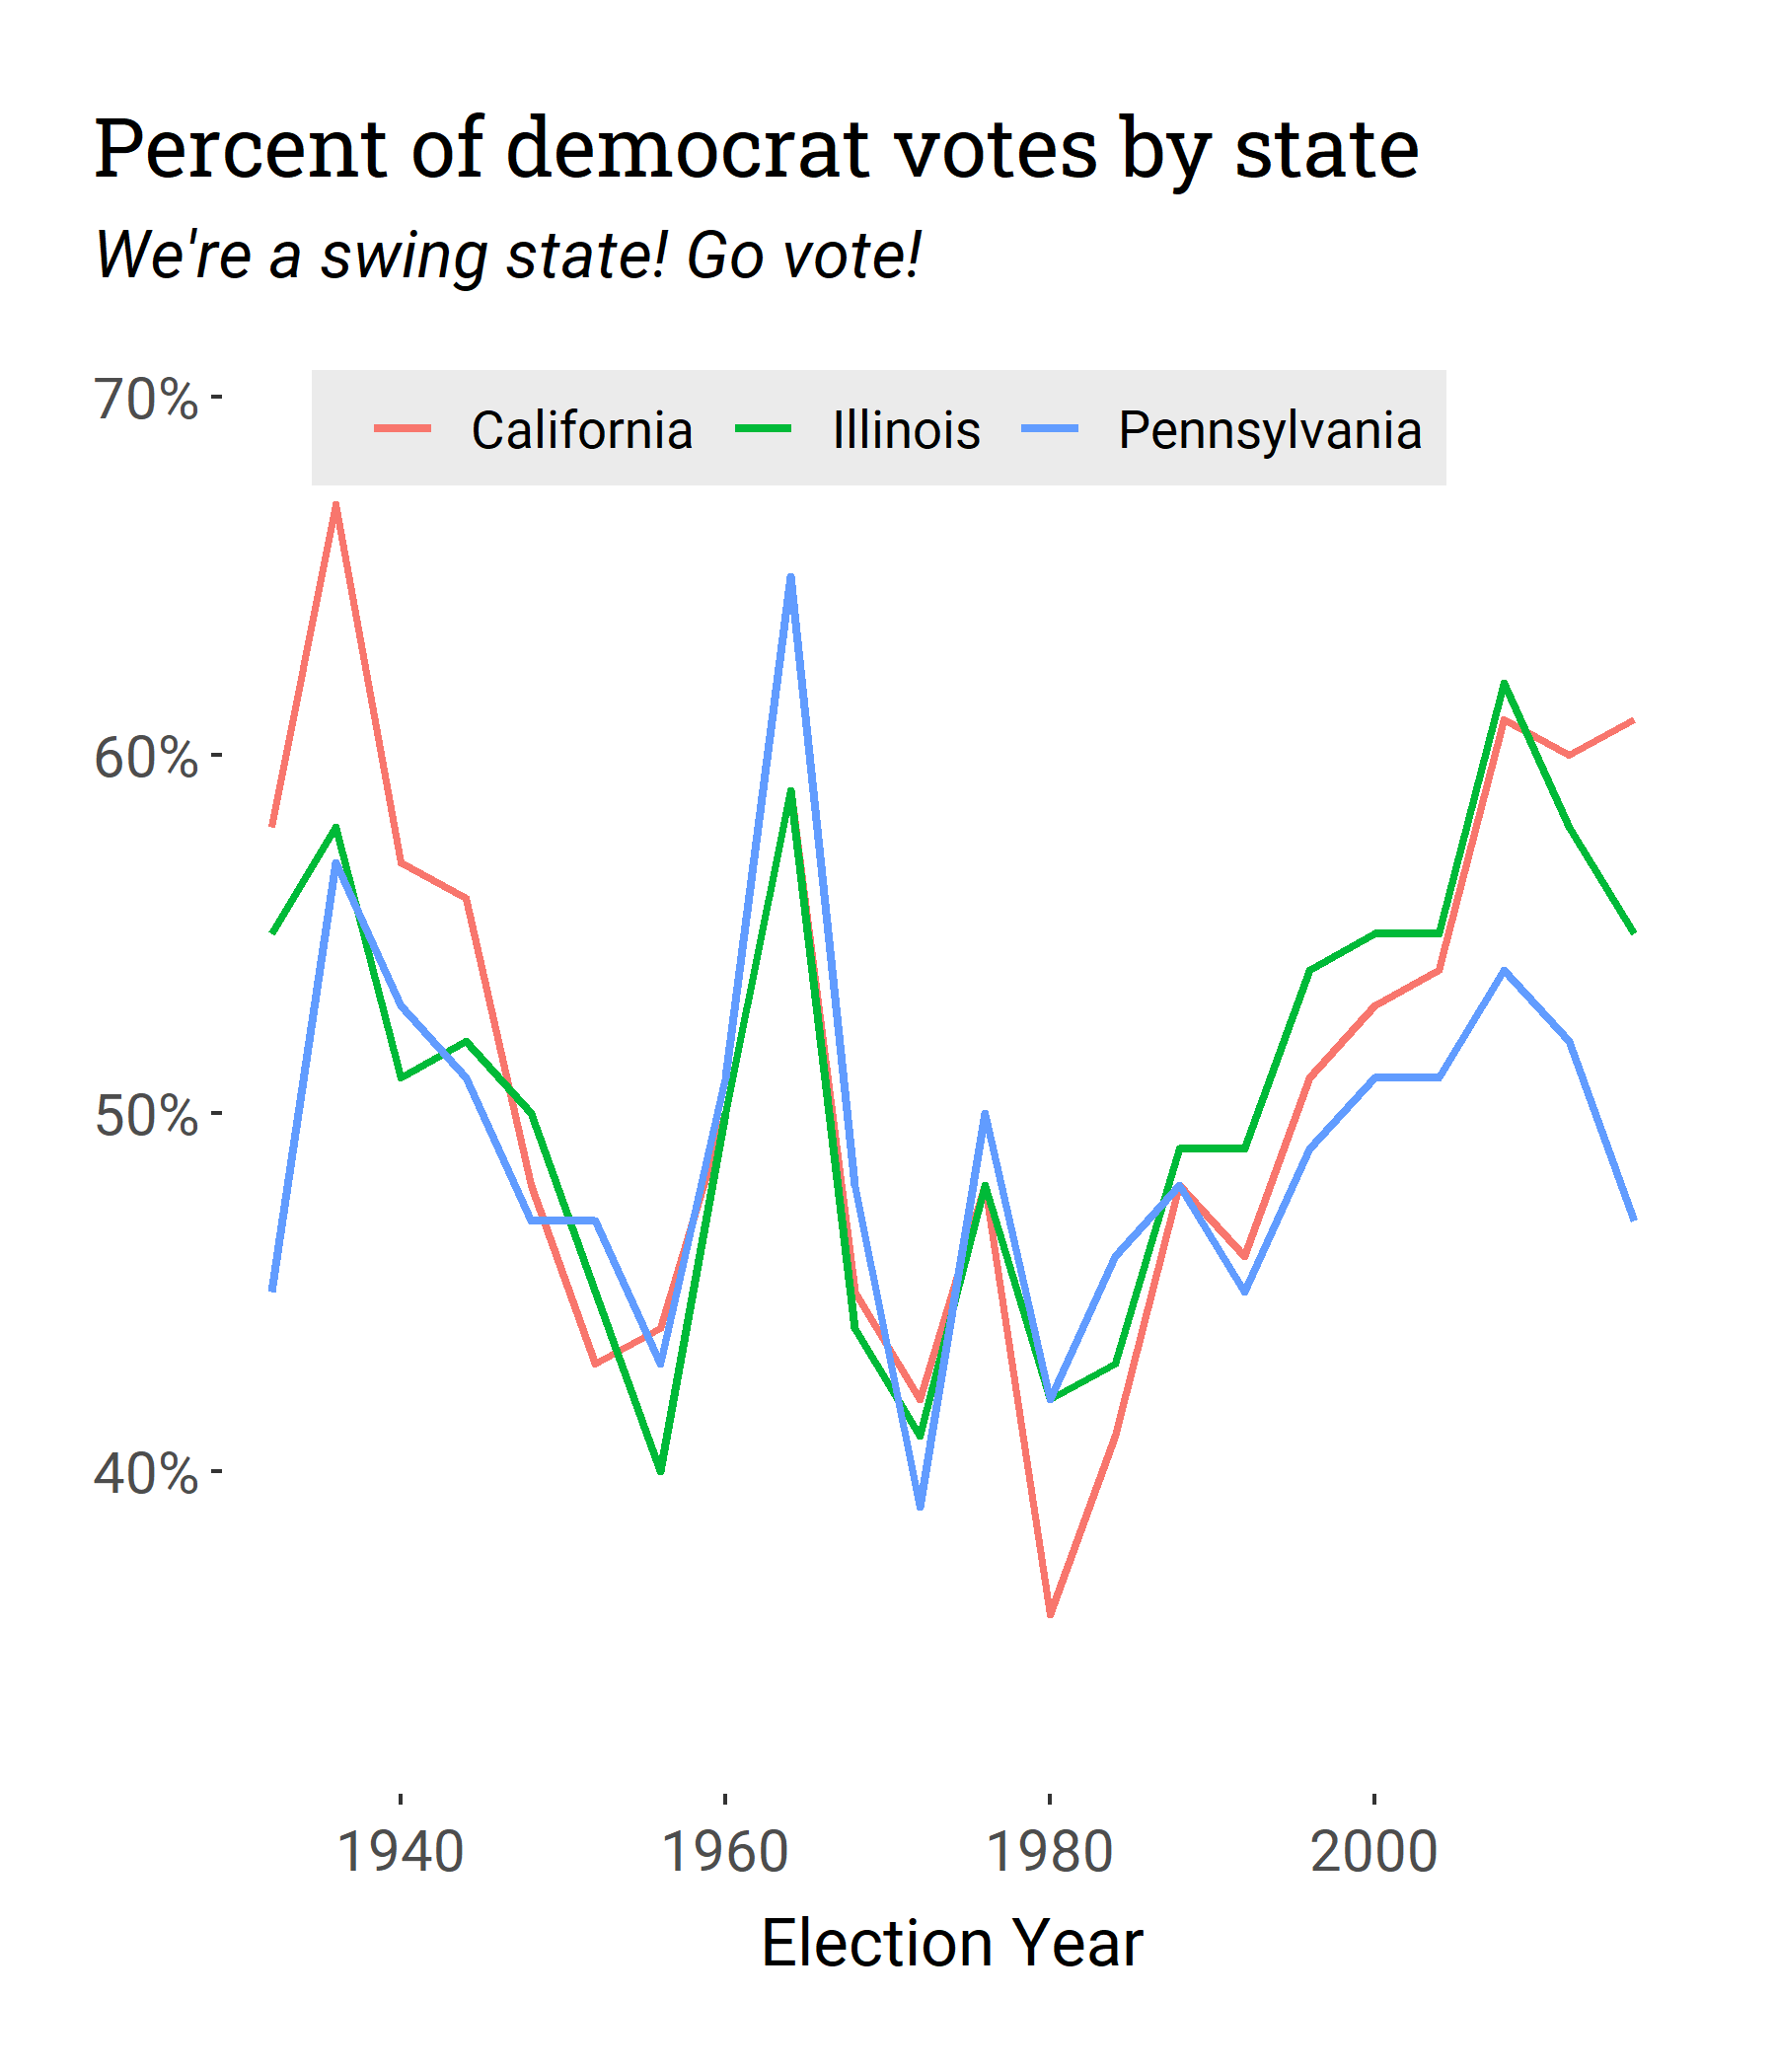 Percent of democrat votes by state
We're a swing state! Go vote!
70%
California Illinois Pennsylvania
60%
50%
40%
1940 1960 1980 2000
Election Year